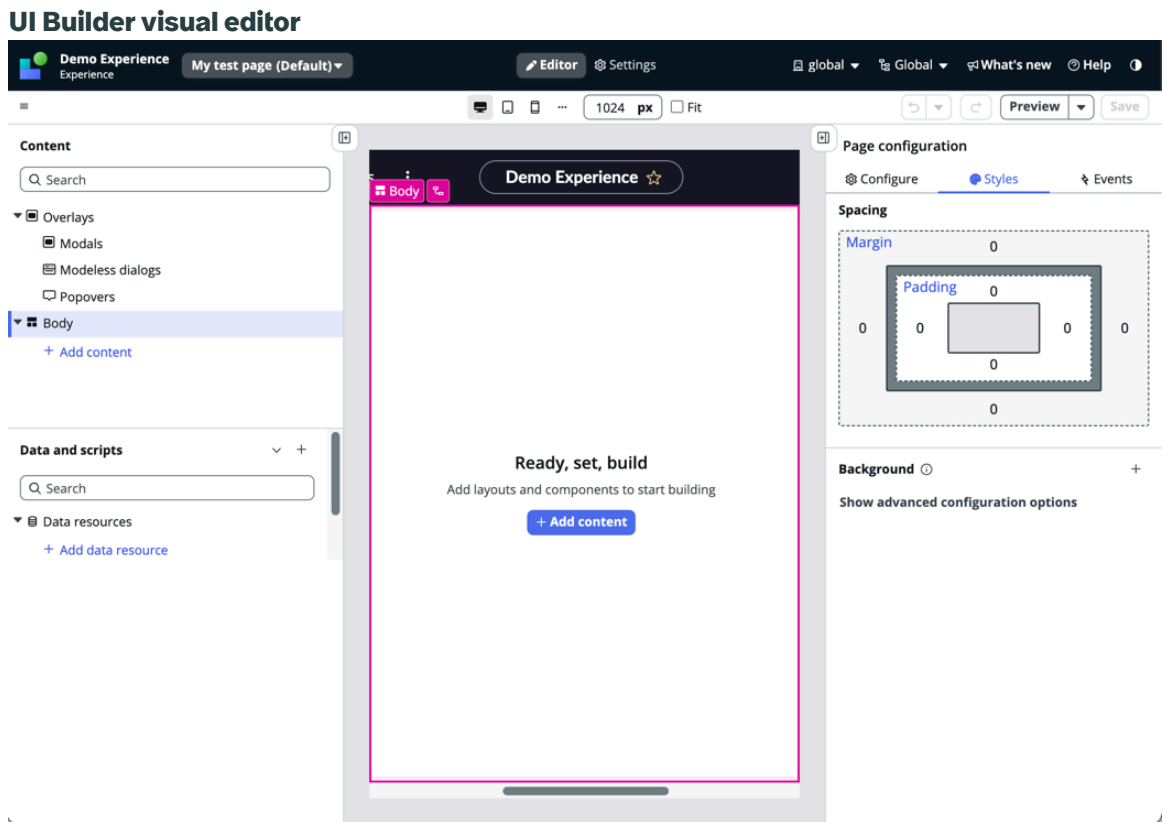 UI Builder visual editor
Demo Experience
Experience
My test page (Default)
Editor
Settings
global
Global
What's new
Help
1024 px
Fit
Preview
Save
Content
Search
Overlays
Modals
Modeless dialogs
Popovers
Body
+ Add content
Data and scripts
Search
Data resources
+ Add data resource
Demo Experience
Body
Ready, set, build
Add layouts and components to start building
+ Add content
Page configuration
Configure
Styles
Events
Spacing
Margin
0
Padding
0
0
0
0
0
0
0
Background
Show advanced configuration options